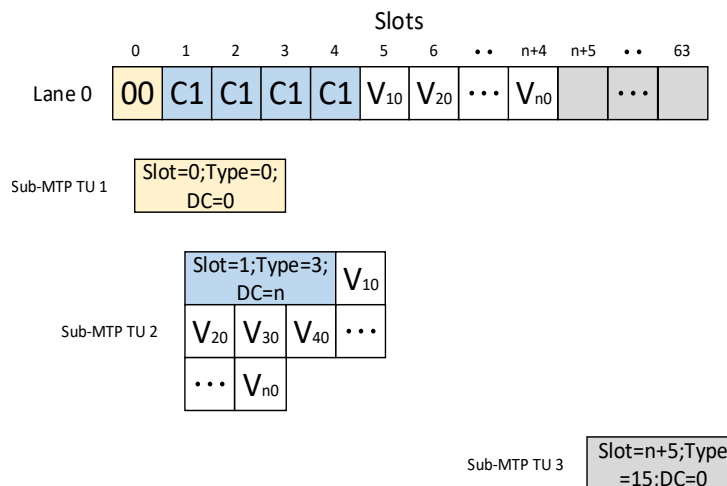 Slots
0 1 2 3 4 5 6 •• n+4 n+5 •• 63
Lane 0 00 C1 C1 C1 C1 V10 V20 ••• Vn0 •••
Sub-MTP TU 1
Slot=0;Type=0;
DC=0
Sub-MTP TU 2
Slot=1;Type=3;
DC=n
V10
V20 V30 V40 •••
••• Vn0
Sub-MTP TU 3
Slot=n+5;Type
=15;DC=0